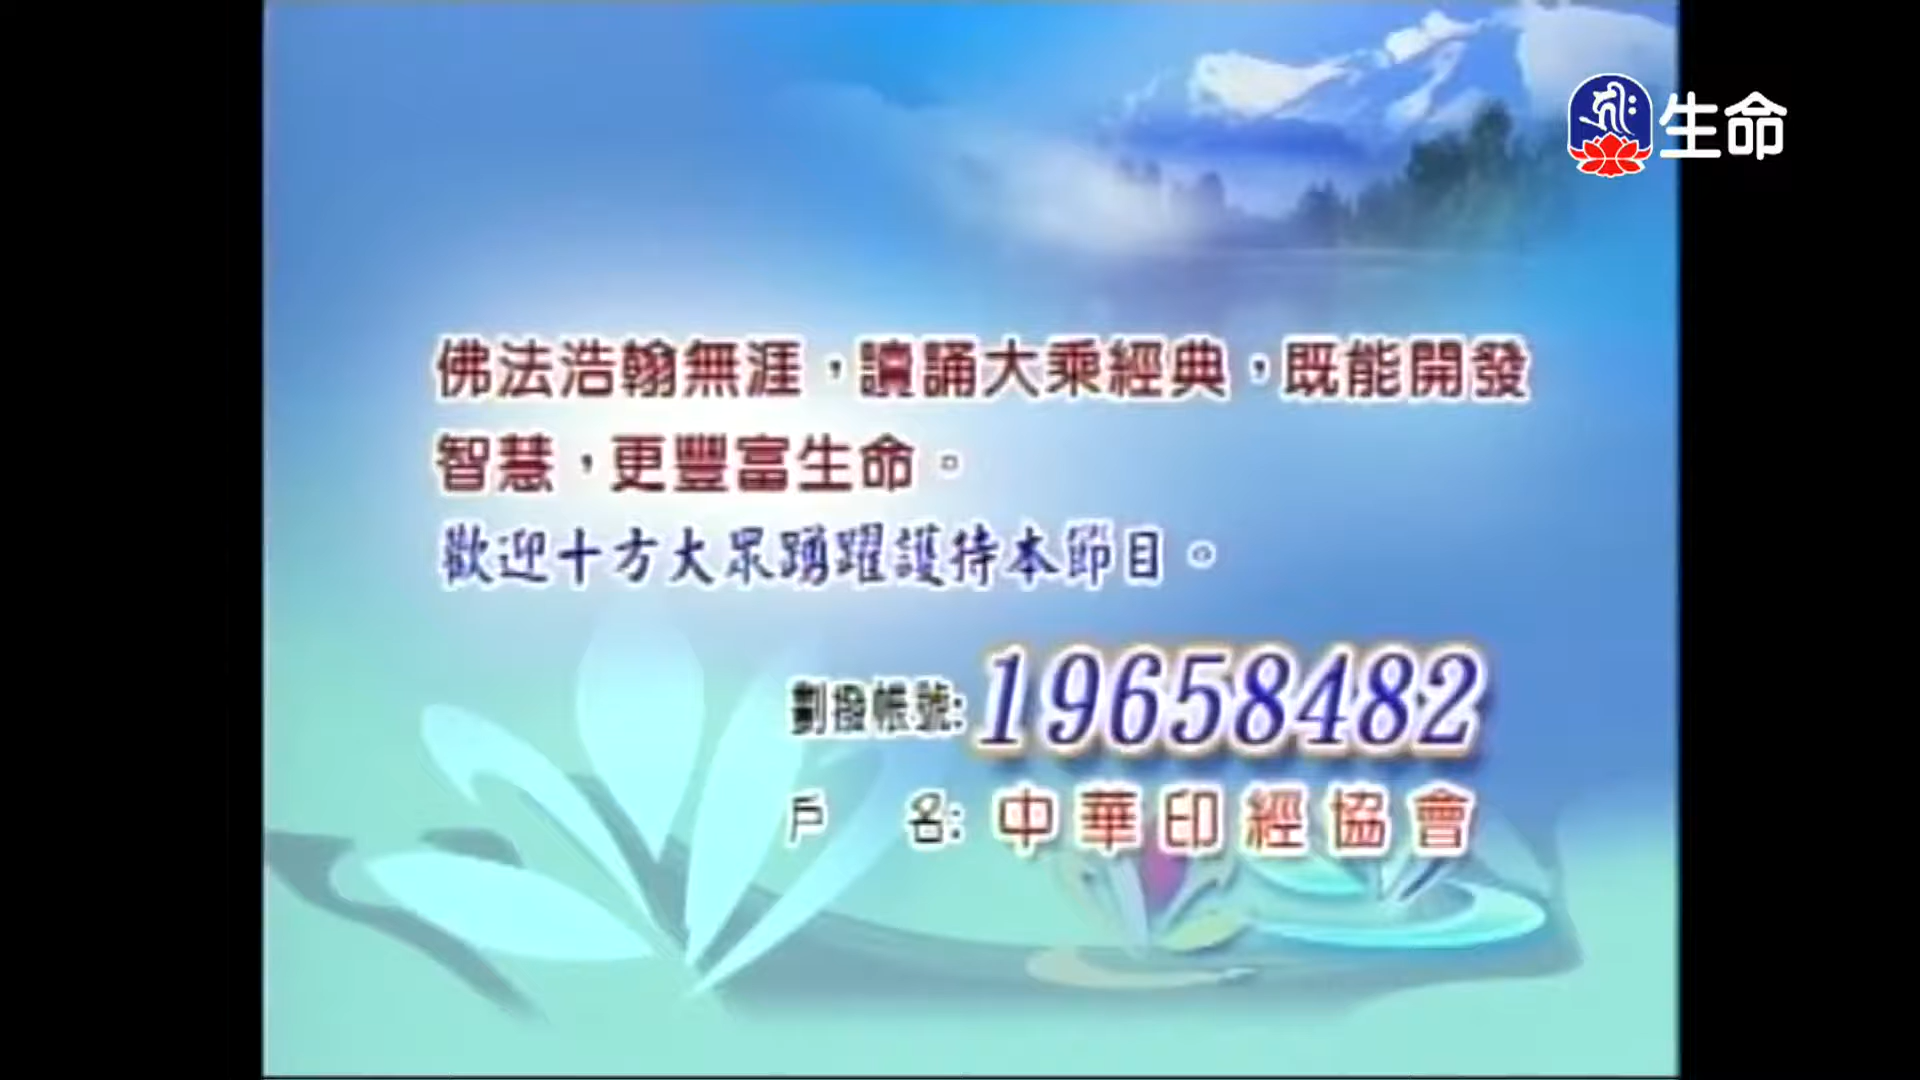 生命
佛法浩翰無涯，讀誦大乘經典，既能開發
智慧，更豐富生命。
歡迎十方大眾踴躍護持本節目。
劃撥帳號: 19658482
戶 名: 中華印經協會